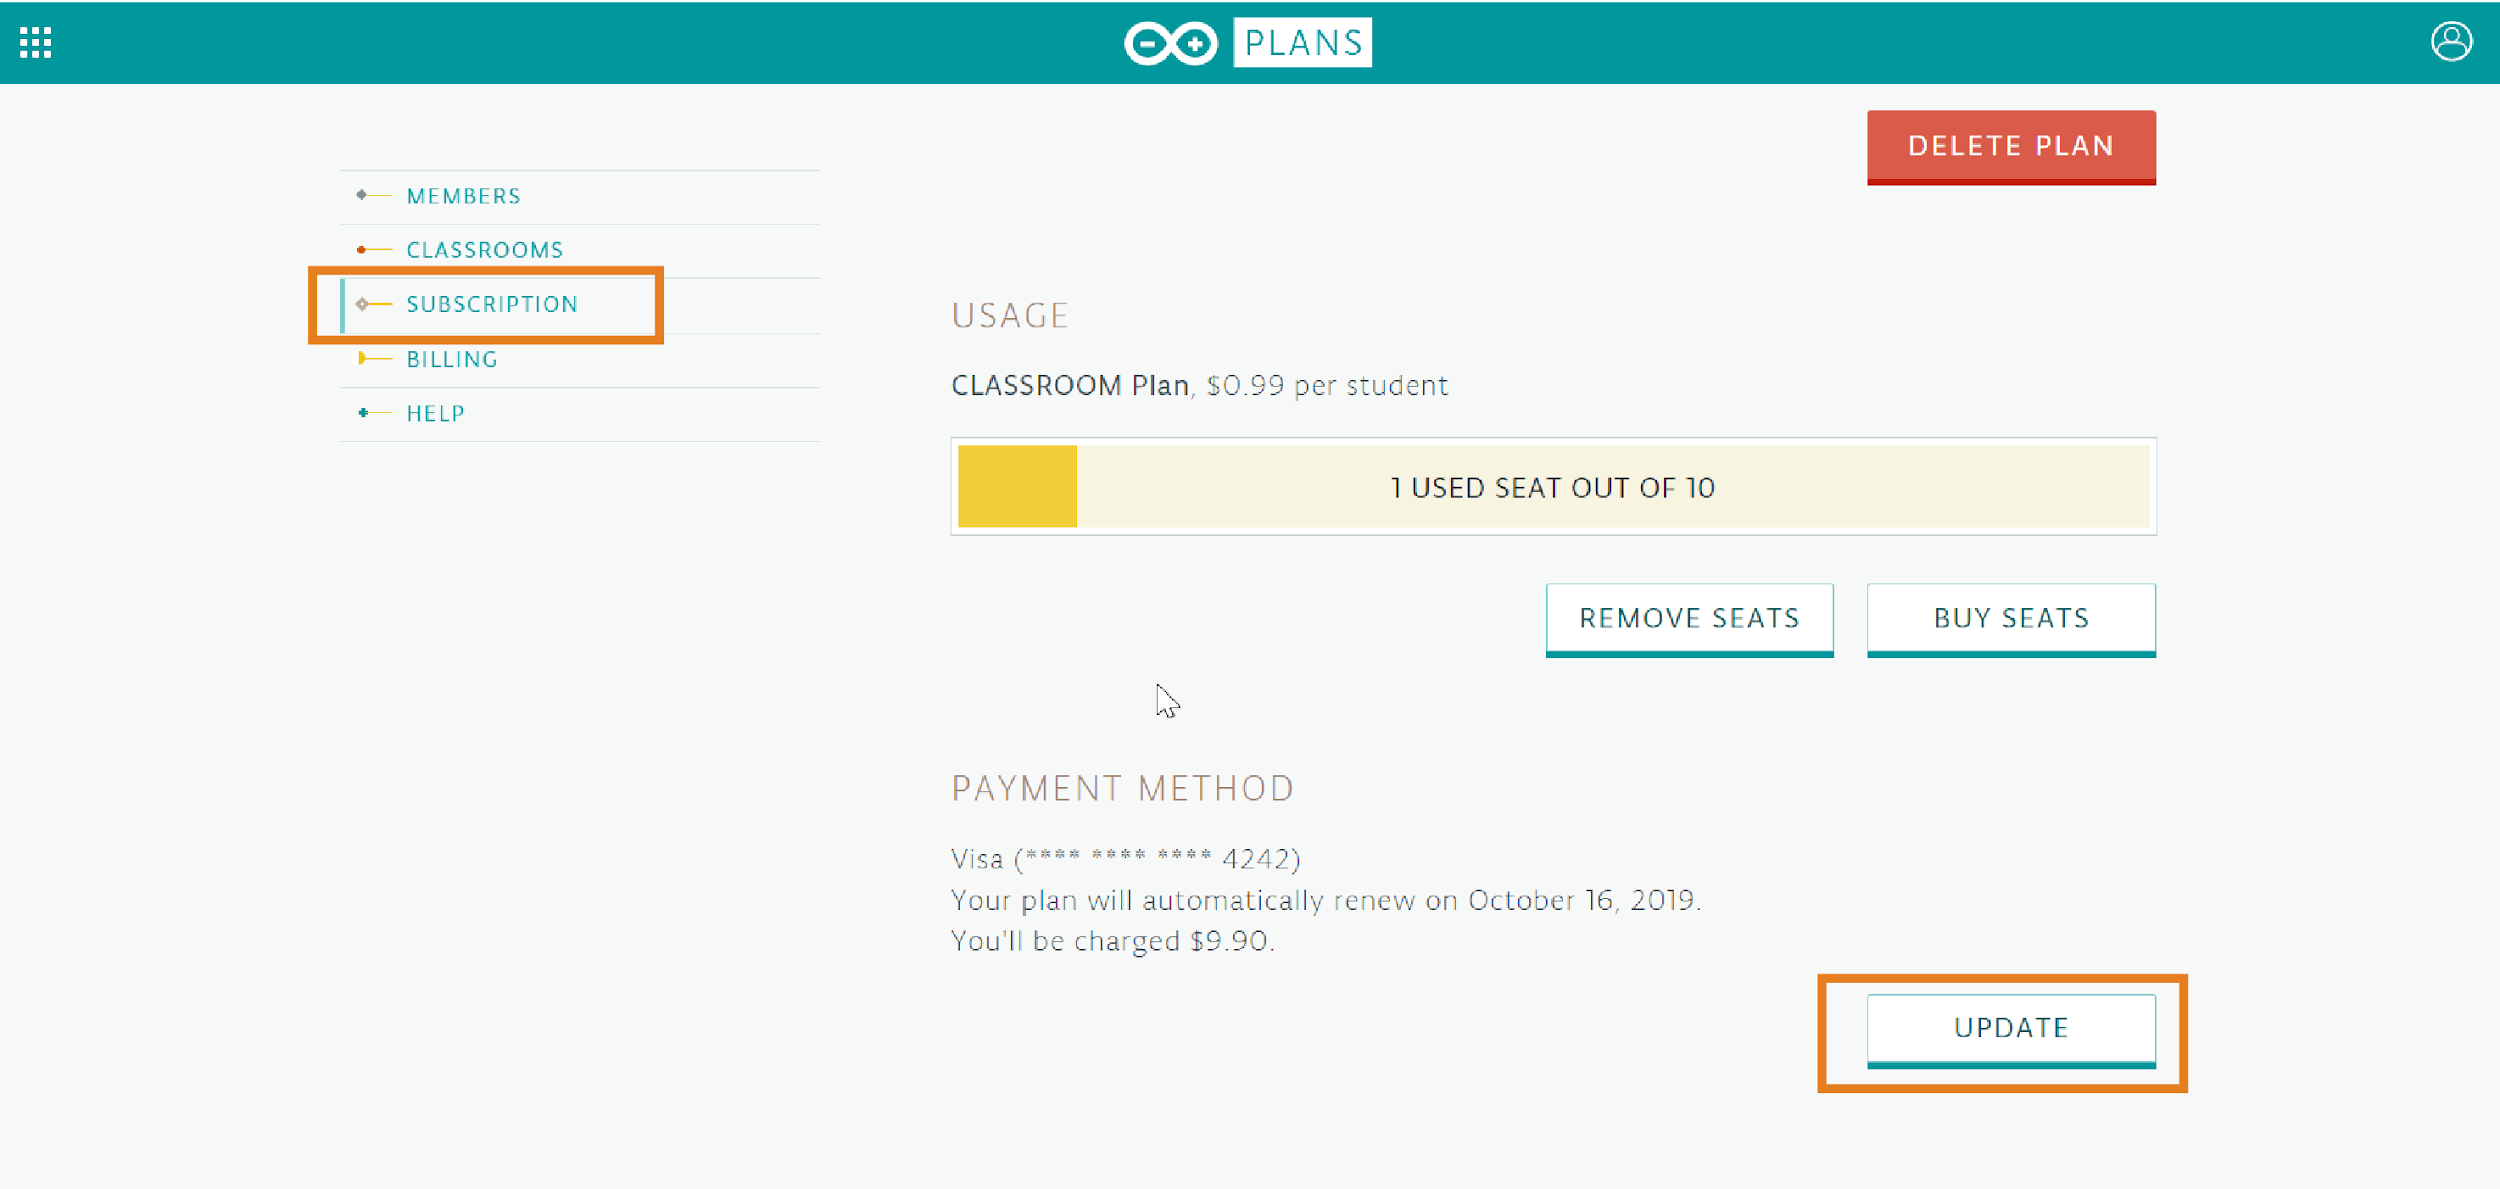 PLANS
DELETE PLAN
MEMBERS
CLASSROOMS
SUBSCRIPTION
BILLING
HELP
USAGE
CLASSROOM Plan, $0.99 per student
1 USED SEAT OUT OF 10
REMOVE SEATS
BUY SEATS
PAYMENT METHOD
Visa (**** **** **** 4242)
Your plan will automatically renew on October 16, 2019.
You'll be charged $9.90.
UPDATE